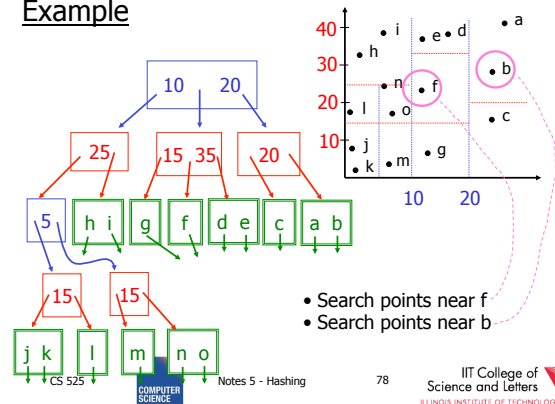 Example
40
30
20
10
10 20
i
e
d
a
h
n
f
b
l
o
c
j
k
m
g
10 20
25
15 35
20
5
h i
g
f
d e
c
a b
15
15
j k
l
m
n o
• Search points near f
• Search points near b
CS 525
COMPUTER
SCIENCE
Notes 5 - Hashing
78
IIT College of
Science and Letters
ILLINOIS INSTITUTE OF TECHNOLOG